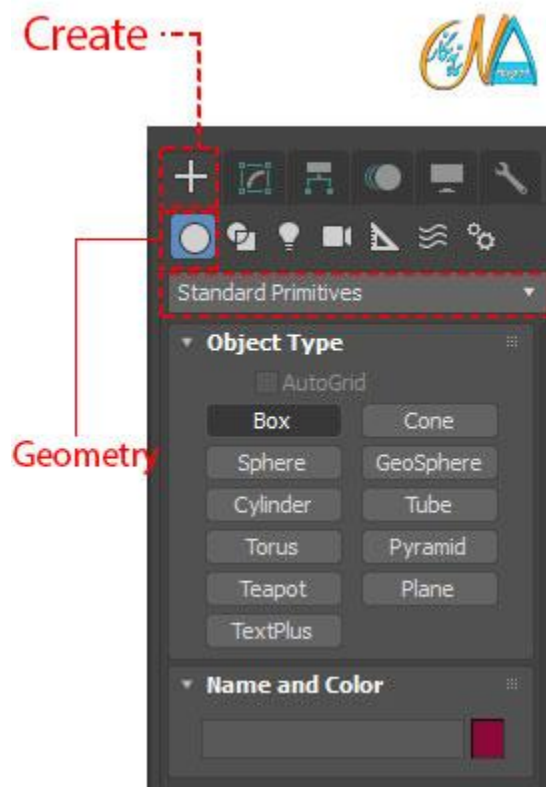 Create
Standard Primitives
Object Type
AutoGrid
Box Cone
Sphere GeoSphere
Geometry
Cylinder Tube
Torus Pyramid
Teapot Plane
TextPlus
Name and Color